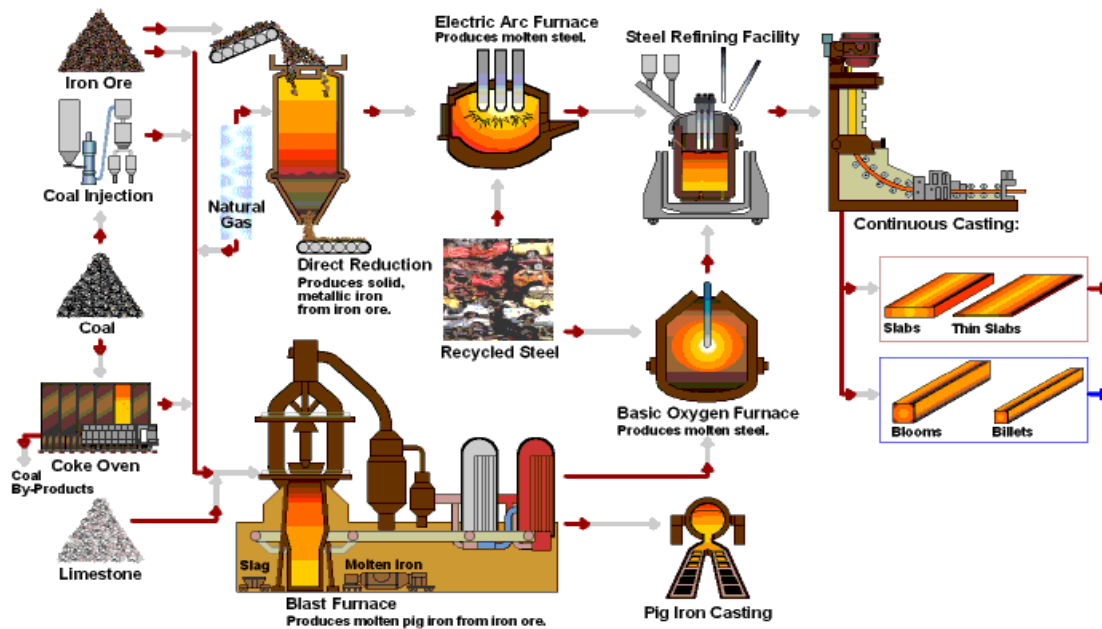 Electric Arc Furnace
Produces molten steel.
Steel Refining Facility
Iron Ore
Coal Injection
Natural
Gas
Direct Reduction
Produces solid,
metallic iron
from iron ore.
Continuous Casting:
Slabs
Thin Slabs
Coal
Recycled Steel
Blooms
Billets
Basic Oxygen Furnace
Produces molten steel.
Coke Oven
Coal
By-Products
Limestone
Slag
Molten Iron
Blast Furnace
Produces molten pig iron from iron ore.
Pig Iron Casting